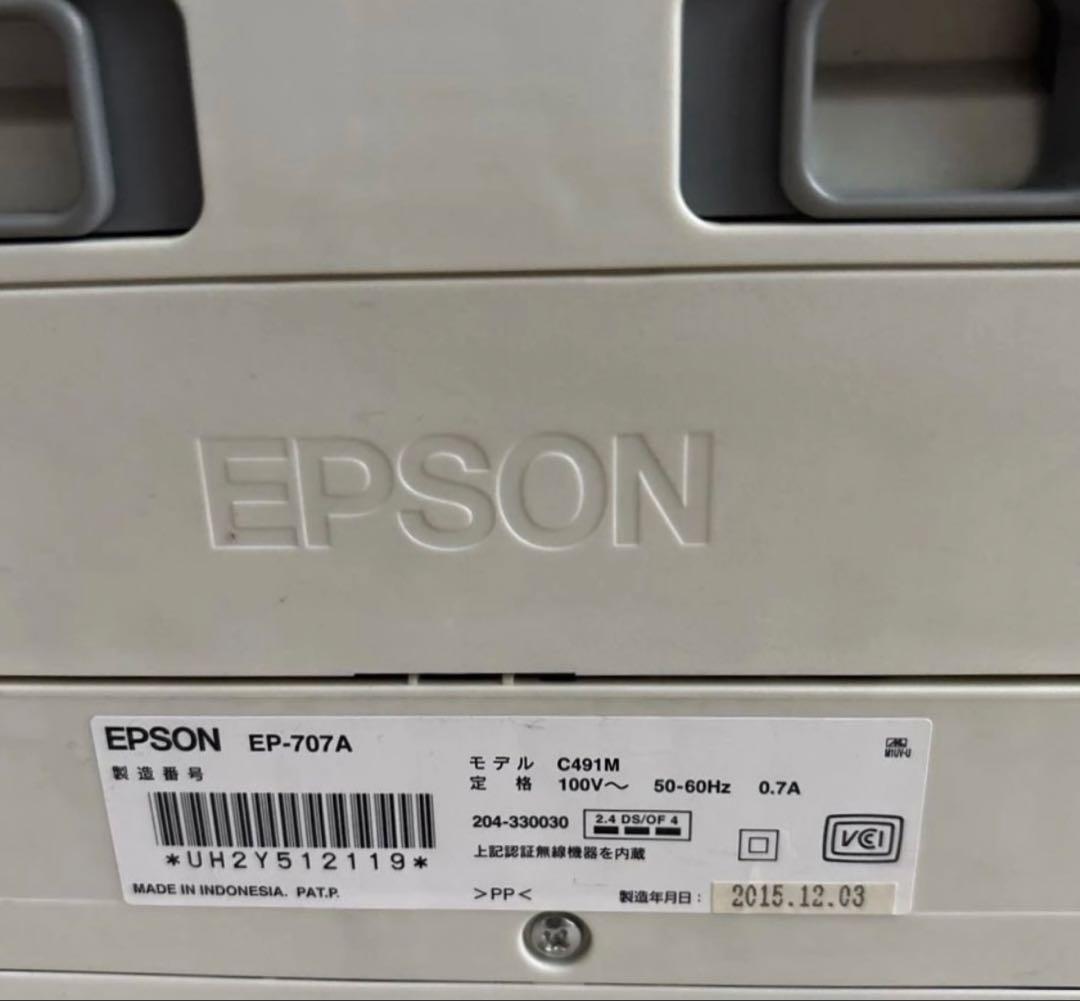 EPSON
EPSON EP-707A
製造番号
*UH2Y512119*
MADE IN INDONESIA. PAT.P.
モデル C491M
定格 100V～ 50-60Hz 0.7A
204-330030 2.4 DS/OF 4
上記認証無線機器を内蔵
>PP<
製造年月日: 2015.12.03
M1UV-U
VCI